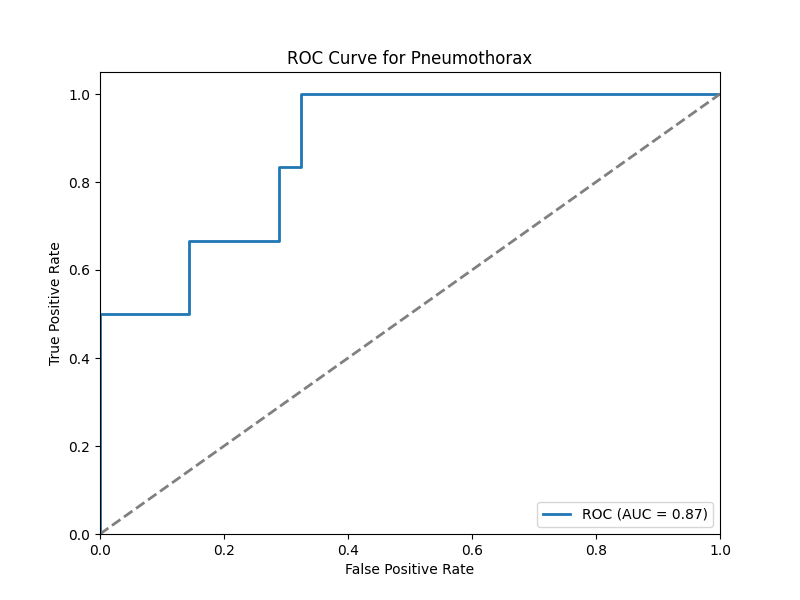 ROC Curve for Pneumothorax
1.0
0.8
0.6
0.4
0.2
0.0
True Positive Rate
0.0 0.2 0.4 0.6 0.8 1.0
False Positive Rate
ROC (AUC = 0.87)